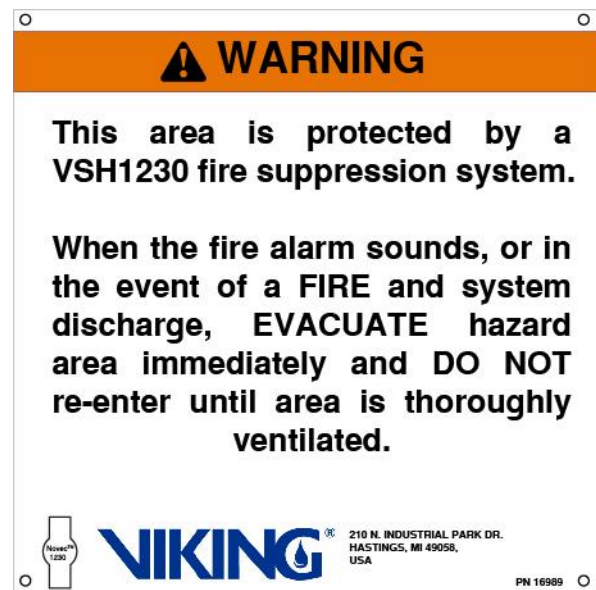 WARNING
This area is protected by a
VSH1230 fire suppression system.
When the fire alarm sounds, or in
the event of a FIRE and system
discharge, EVACUATE hazard
area immediately and DO NOT
re-enter until area is thoroughly
ventilated.
Novec™
1230
VIKING®
210 N. INDUSTRIAL PARK DR.
HASTINGS, MI 49058,
USA
PN 16989